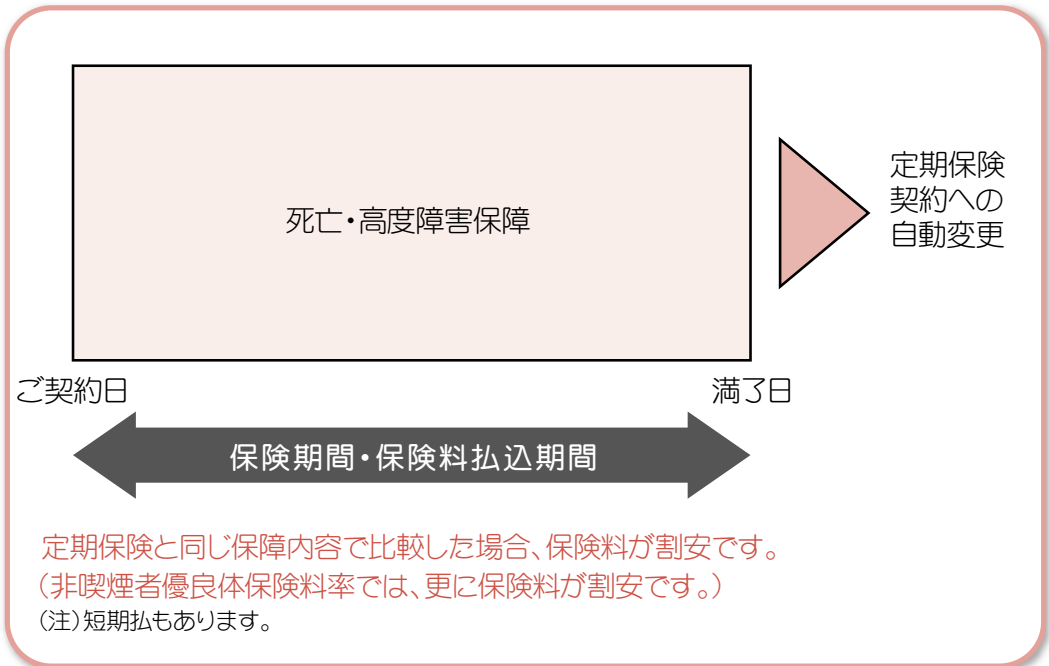 死亡・高度障害保障
定期保険
契約への
自動変更
ご契約日
満了日
保険期間・保険料払込期間
定期保険と同じ保障内容で比較した場合、保険料が割安です。
(非喫煙者優良体保険料率では、更に保険料が割安です。)
(注)短期払もあります。